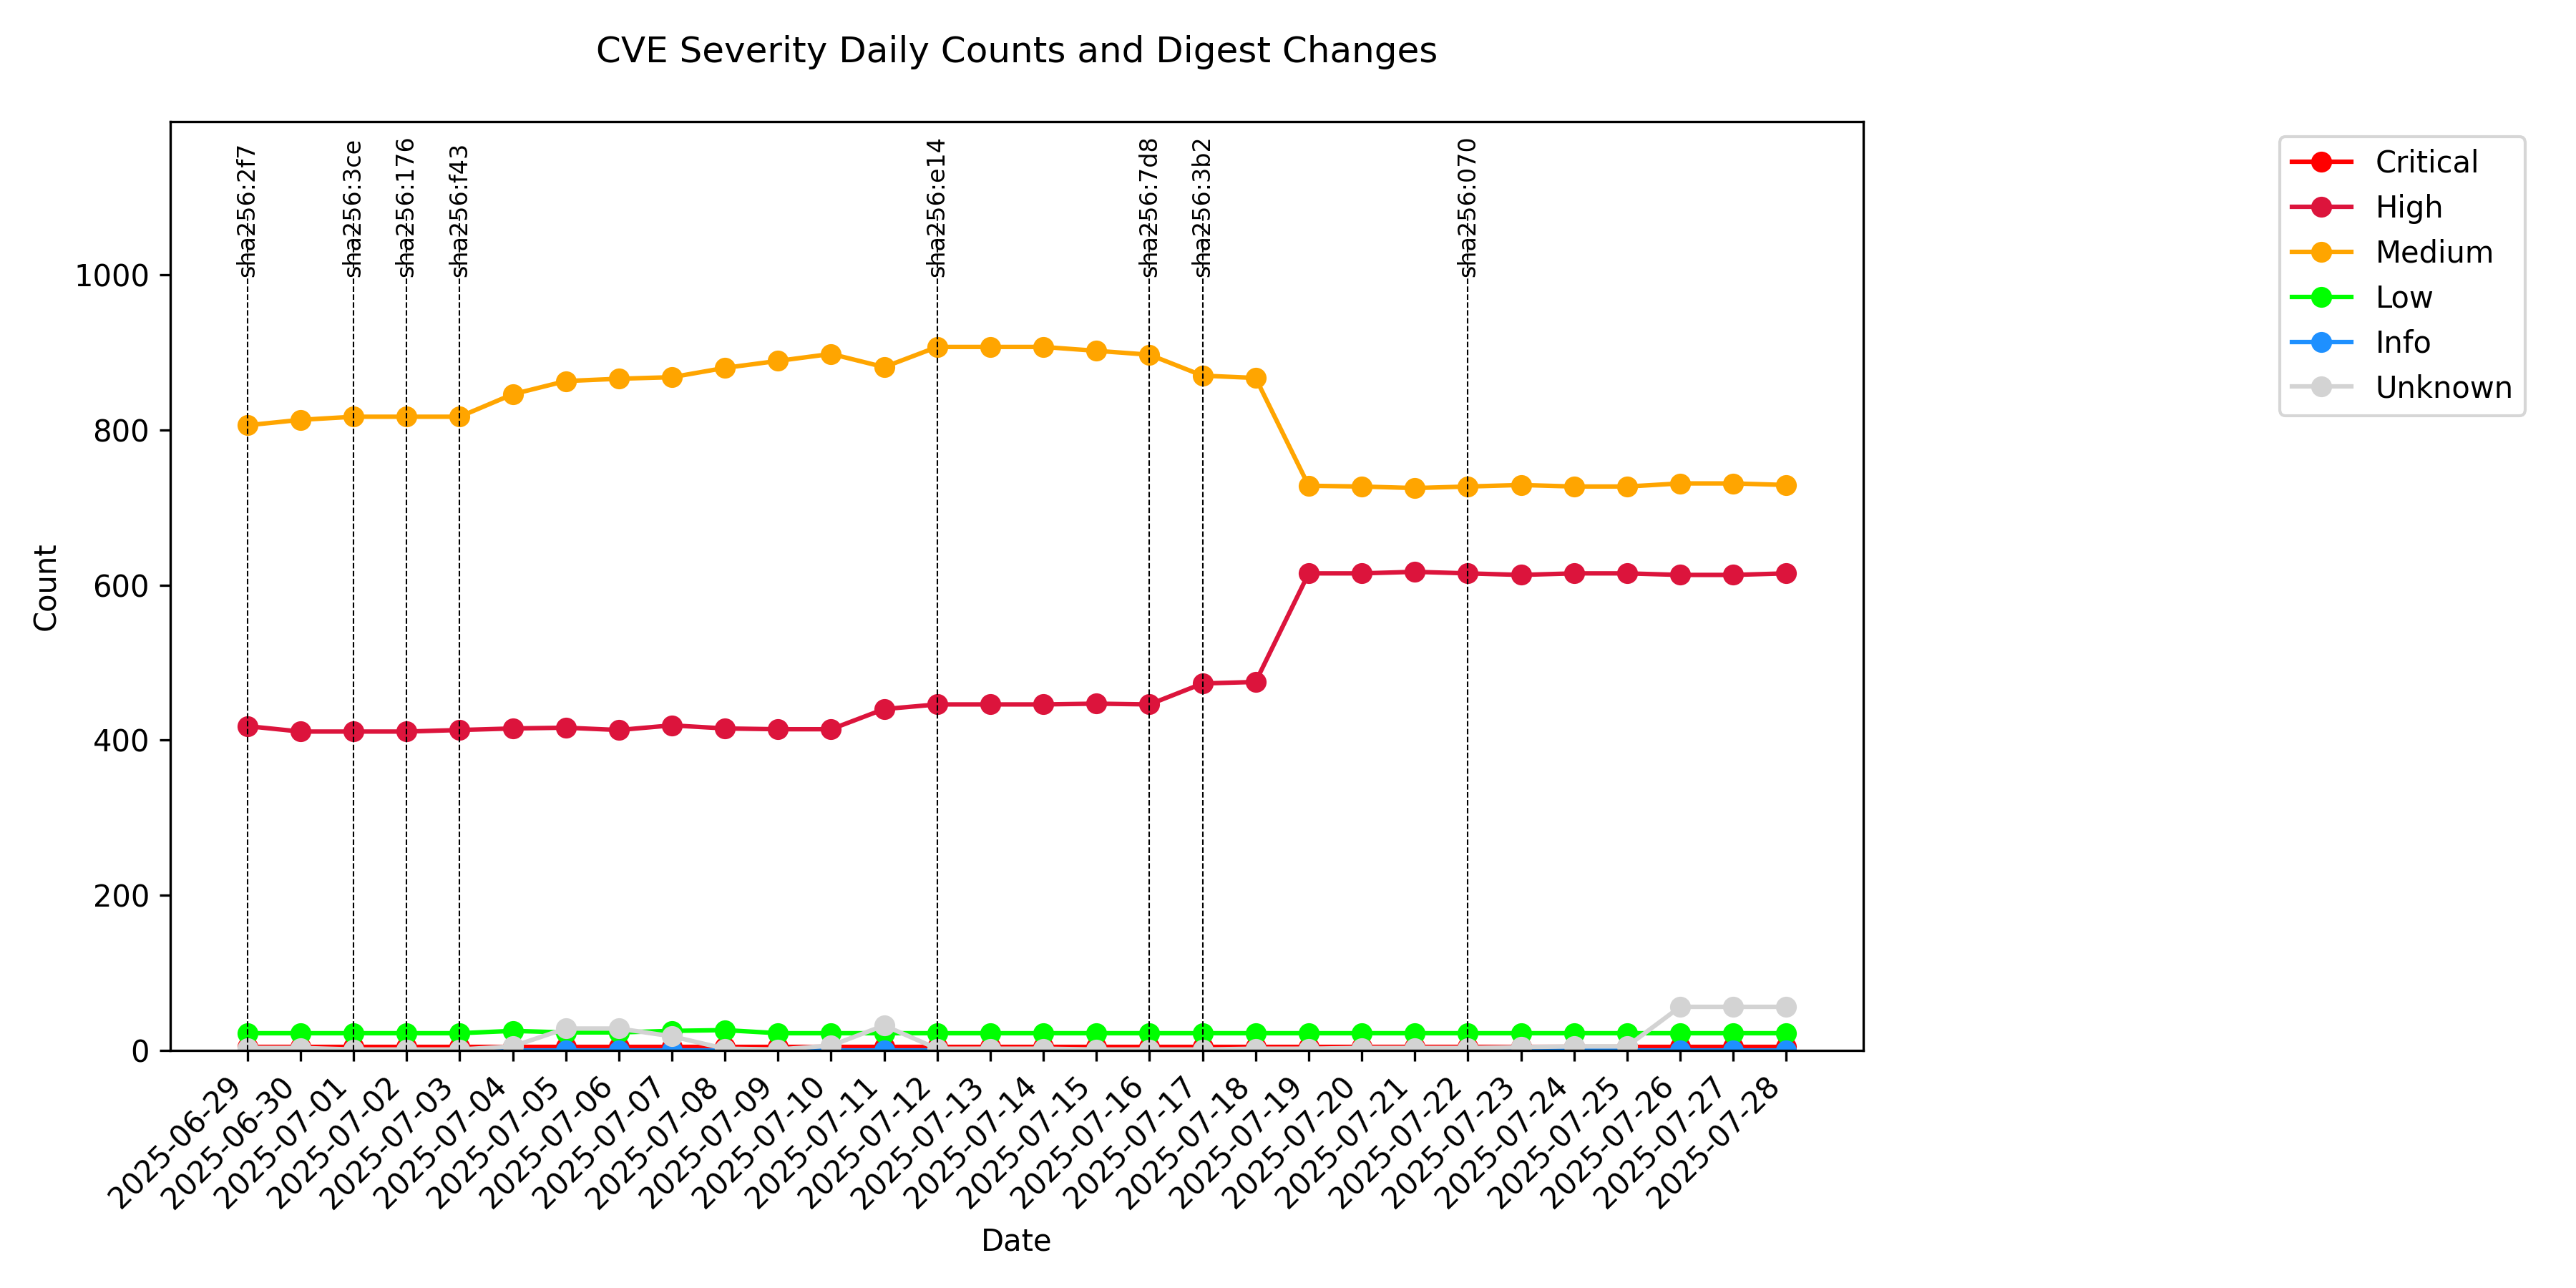 CVE Severity Daily Counts and Digest Changes
sha256:2f7
sha256:3ce
sha256:176
sha256:f43
sha256:e14
sha256:7d8
sha256:3b2
sha256:070
Critical
High
Medium
Low
Info
Unknown
Count
1000
800
600
400
200
0
2025-06-29
2025-06-30
2025-07-01
2025-07-02
2025-07-03
2025-07-04
2025-07-05
2025-07-06
2025-07-07
2025-07-08
2025-07-09
2025-07-10
2025-07-11
2025-07-12
2025-07-13
2025-07-14
2025-07-15
2025-07-16
2025-07-17
2025-07-18
2025-07-19
2025-07-20
2025-07-21
2025-07-22
2025-07-23
2025-07-24
2025-07-25
2025-07-26
2025-07-27
2025-07-28
Date